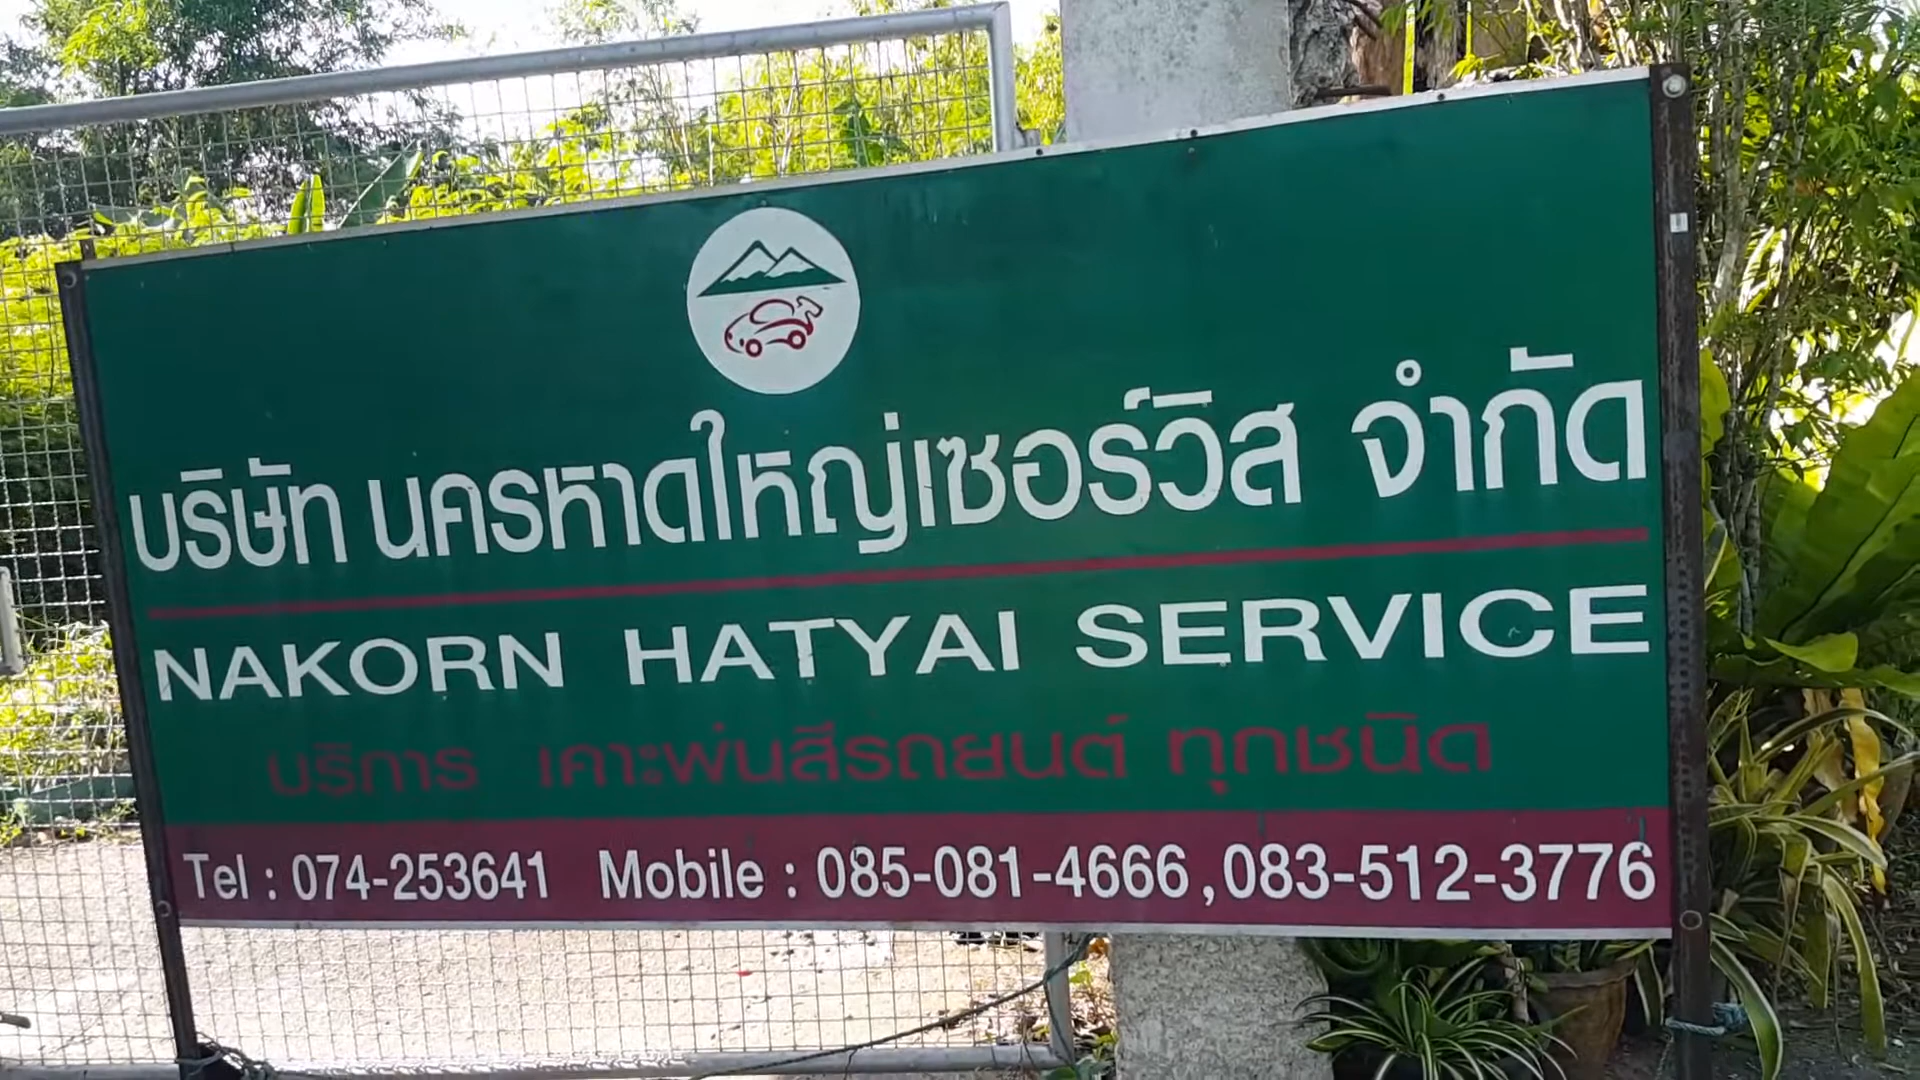 บริษัท นครหาดใหญ่เซอร์วิส จำกัด
NAKORN HATYAI SERVICE
บริการ เคาะพ่นสีรถยนต์ ทุกชนิด
Tel : 074-253641 Mobile : 085-081-4666 ,083-512-3776